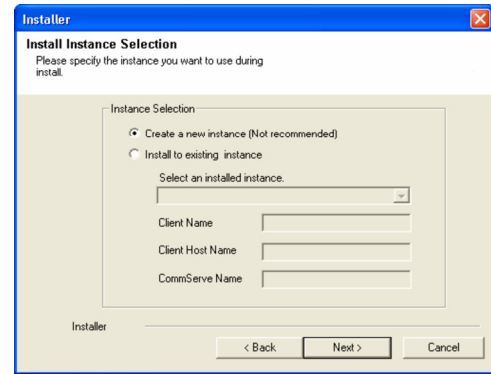 Installer
Install Instance Selection
Please specify the instance you want to use during
install.
Instance Selection
Create a new instance (Not recommended)
Install to existing instance
Select an installed instance.
Client Name
Client Host Name
CommServe Name
Installer
< Back Next > Cancel